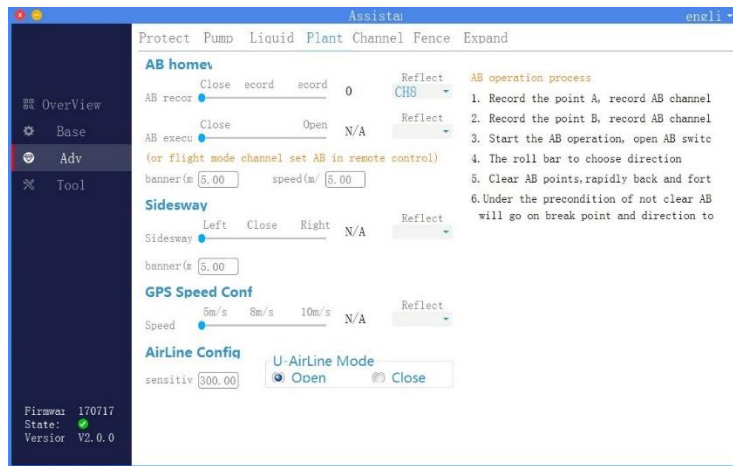 Assistan
engli
Protect Pump Liquid Plant Channel Fence Expand
OverView
Base
Adv
Tool
Firmwar 170717
State:
Version V2.0.0
AB homew
Close ecord ecord
AB recor 0 Reflect
CH8
Close Open
AB execu N/A Reflect
(or flight mode channel set AB in remote control)
banner(m 5.00 speed(m/ 5.00
Sidesway
Left Close Right
Sidesway N/A Reflect
banner(m 5.00
GPS Speed Conf
5m/s 8m/s 10m/s
Speed N/A Reflect
AirLine Config
sensitiv 300.00
U-AirLine Mode
Open Close
AB operation process
1. Record the point A, record AB channel
2. Record the point B, record AB channel
3. Start the AB operation, open AB switc
4. The roll bar to choose direction
5. Clear AB points,rapidly back and fort
6.Under the precondition of not clear AB
will go on break point and direction to